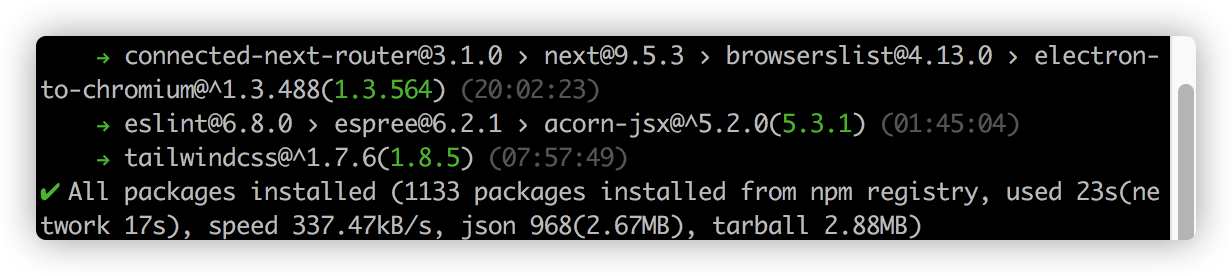 → connected-next-router@3.1.0 › next@9.5.3 › browserslist@4.13.0 › electron-
to-chromium@^1.3.488(1.3.564) (20:02:23)
→ eslint@6.8.0 › espree@6.2.1 › acorn-jsx@^5.2.0(5.3.1) (01:45:04)
→ tailwindcss@^1.7.6(1.8.5) (07:57:49)
✔ All packages installed (1133 packages installed from npm registry, used 23s(ne
twork 17s), speed 337.47kB/s, json 968(2.67MB), tarball 2.88MB)